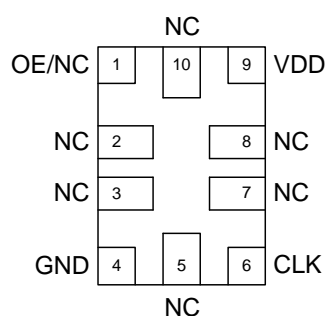 NC
OE/NC 1 10 9 VDD
NC 2 8 NC
NC 3 7 NC
GND 4 5 6 CLK
NC